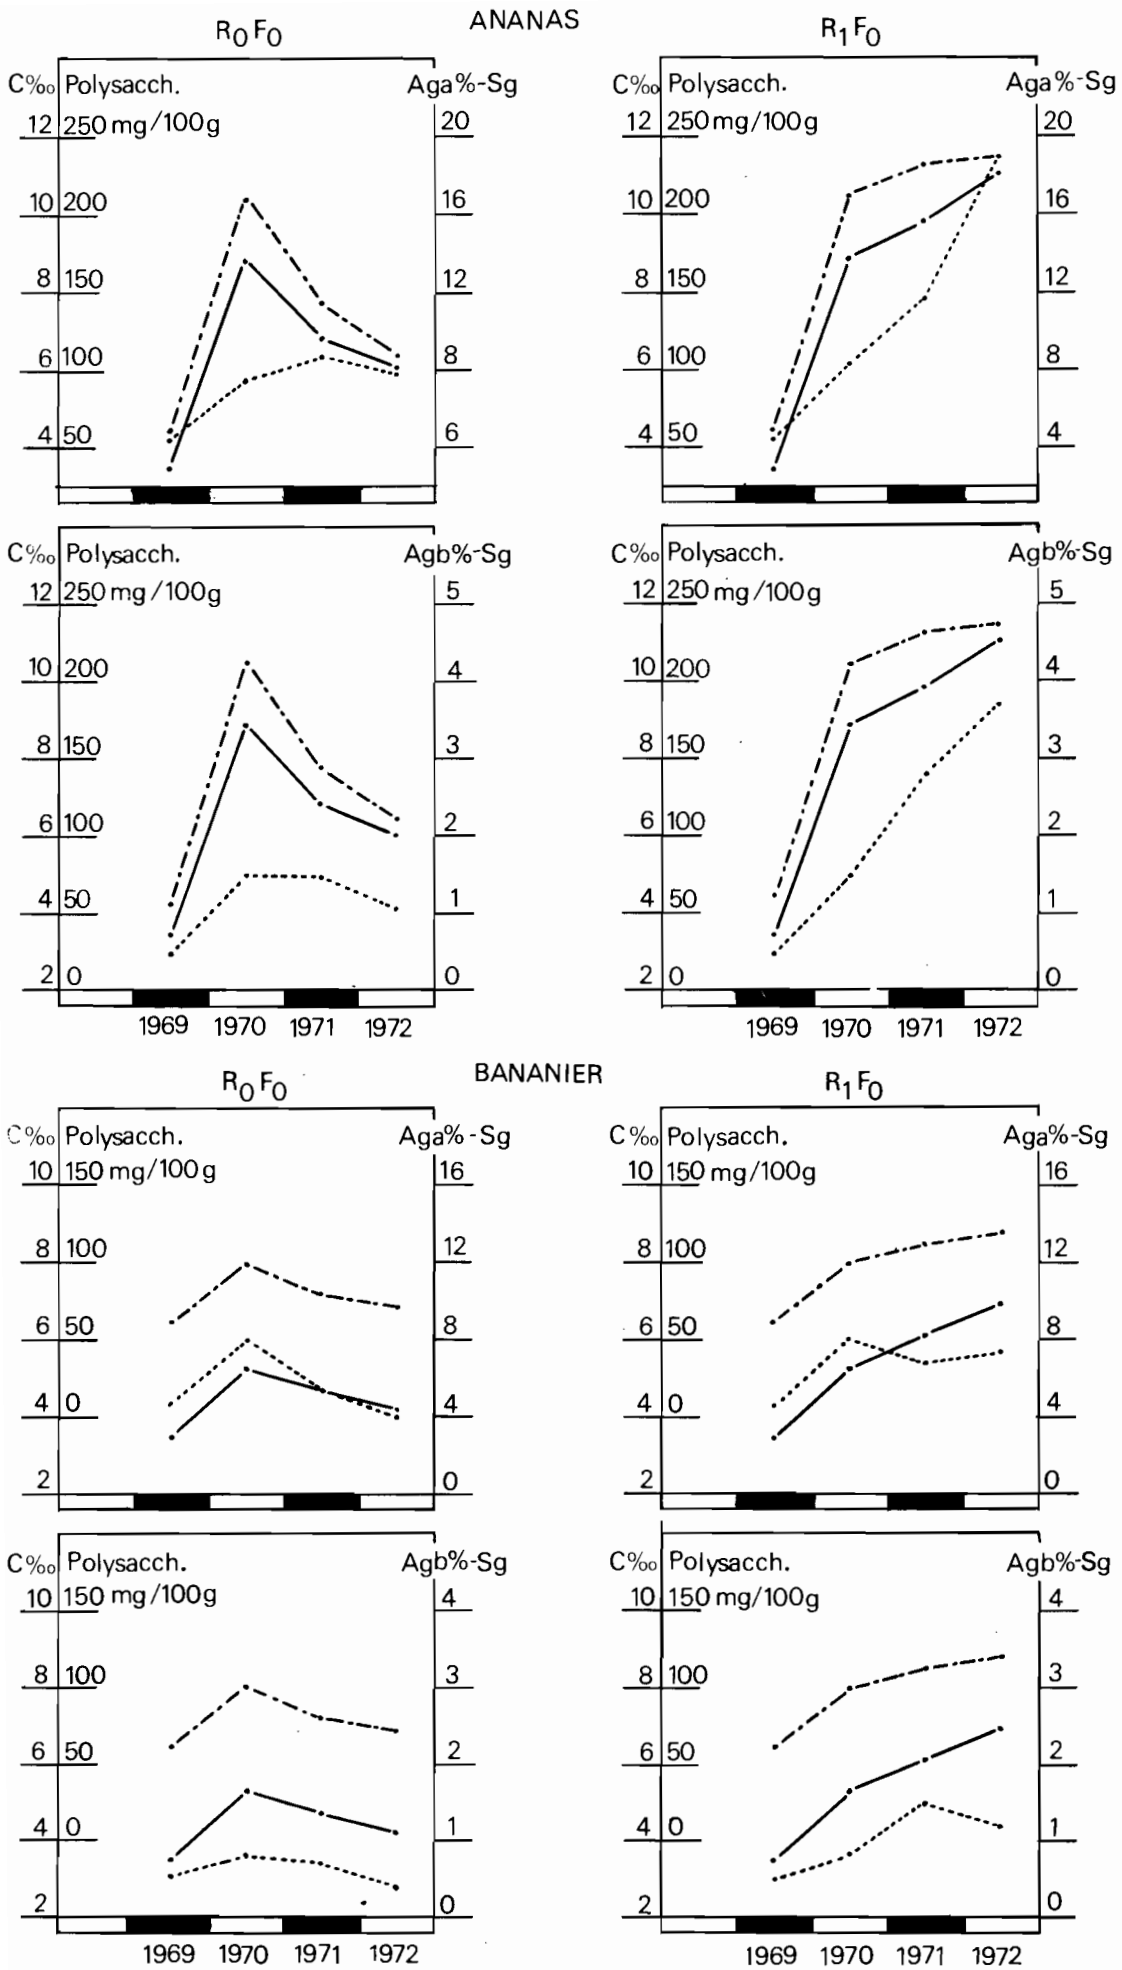 ANANAS
R0F0 R1F0
C‰ Polysacch. Aga%-Sg C‰ Polysacch. Aga%-Sg
12 250 mg/100g 20 12 250 mg/100g 20
10 200 16 10 200 16
8 150 12 8 150 12
6 100 8 6 100 8
4 50 6 4 50 4
C‰ Polysacch. Agb%-Sg C‰ Polysacch. Agb%-Sg
12 250 mg/100g 5 12 250 mg/100g 5
10 200 4 10 200 4
8 150 3 8 150 3
6 100 2 6 100 2
4 50 1 4 50 1
2 0 0 2 0 0
1969 1970 1971 1972 1969 1970 1971 1972
BANANIER
R0F0 R1F0
C‰ Polysacch. Aga%-Sg C‰ Polysacch. Aga%-Sg
10 150 mg/100g 16 10 150 mg/100g 16
8 100 12 8 100 12
6 50 8 6 50 8
4 0 4 4 0 4
2 0 2 0
C‰ Polysacch. Agb%-Sg C‰ Polysacch. Agb%-Sg
10 150 mg/100g 4 10 150 mg/100g 4
8 100 3 8 100 3
6 50 2 6 50 2
4 0 1 4 0 1
2 0 2 0
1969 1970 1971 1972 1969 1970 1971 1972